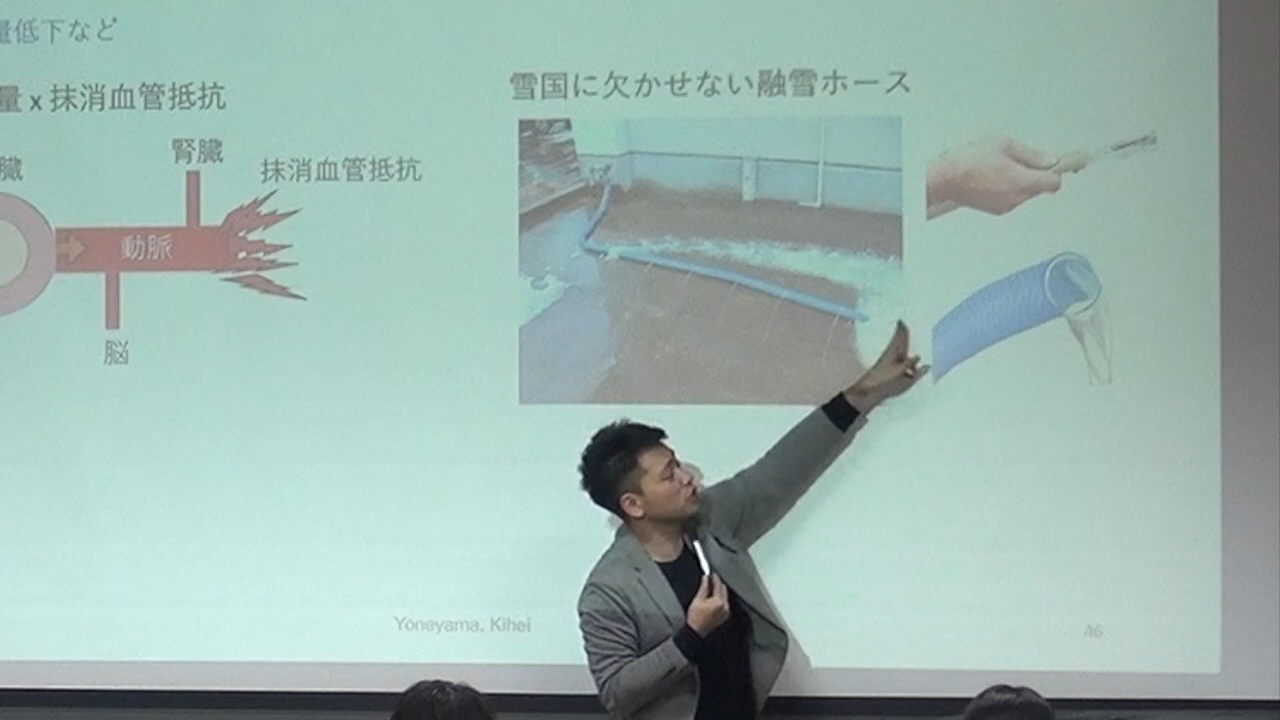 量低下など
量 x 抹消血管抵抗
臓
腎臓
抹消血管抵抗
動脈
脳
雪国に欠かせない融雪ホース
Yoneyama, Kihei
46